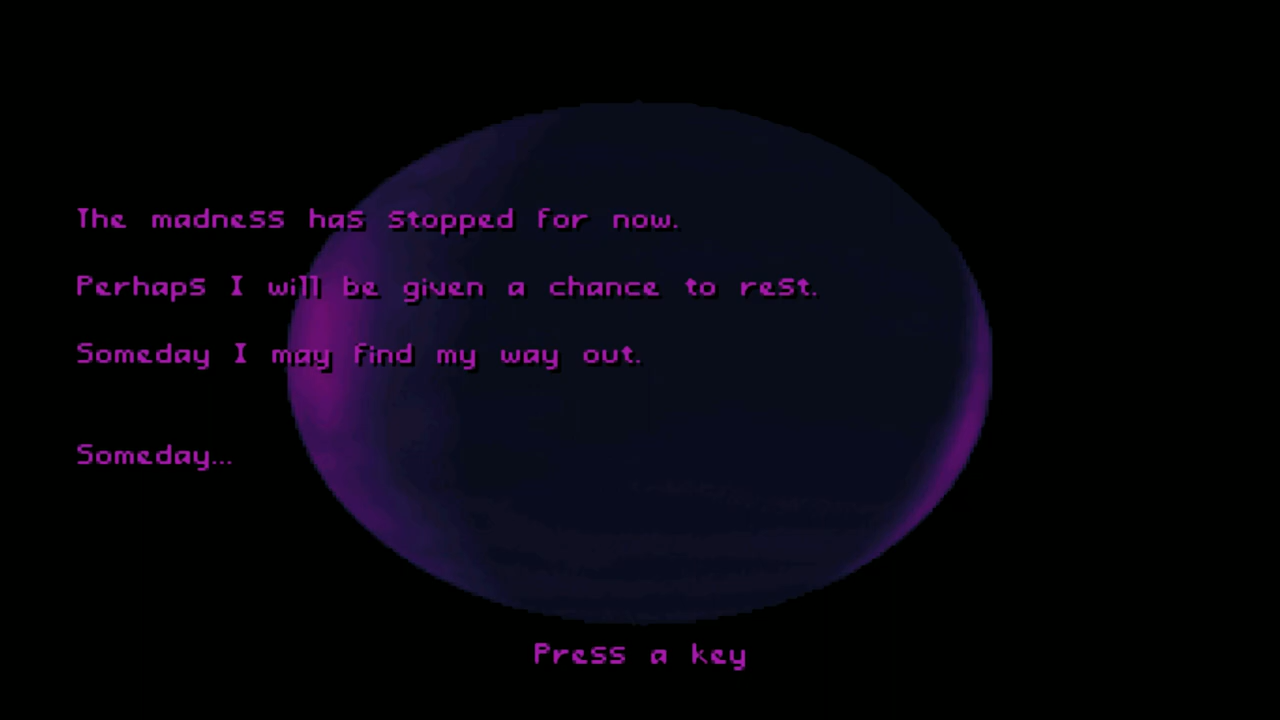 The madness has stopped for now.
Perhaps I will be given a chance to rest.
Someday I may find my way out.
Someday...
Press a key